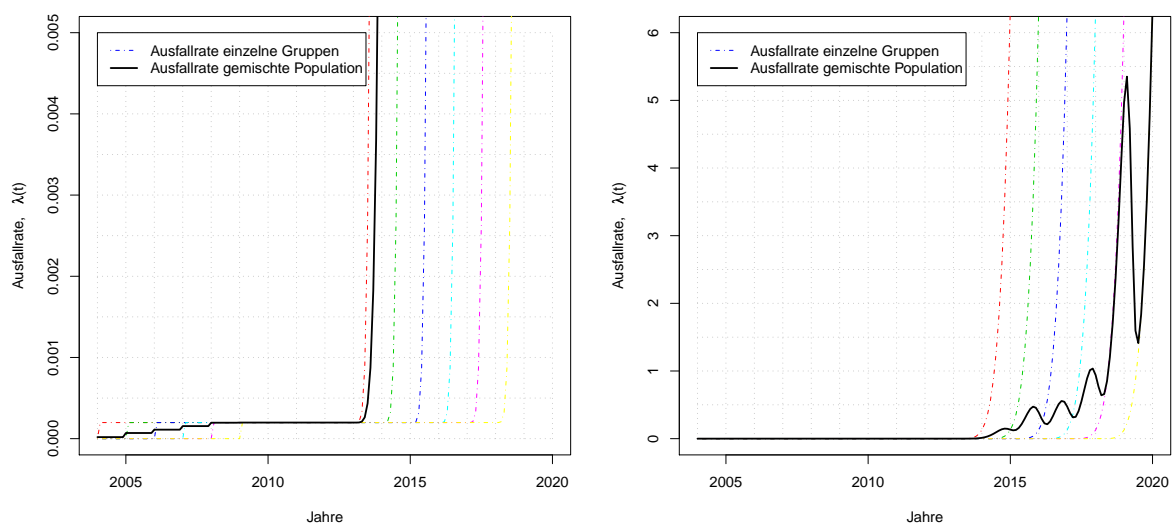 0.005
0.004
0.003
0.002
0.001
0.000
Ausfallrate, λ(t)
Ausfallrate einzelne Gruppen
Ausfallrate gemischte Population
2005
2010
2015
2020
Jahre
6
5
4
3
2
1
0
Ausfallrate, λ(t)
Ausfallrate einzelne Gruppen
Ausfallrate gemischte Population
2005
2010
2015
2020
Jahre